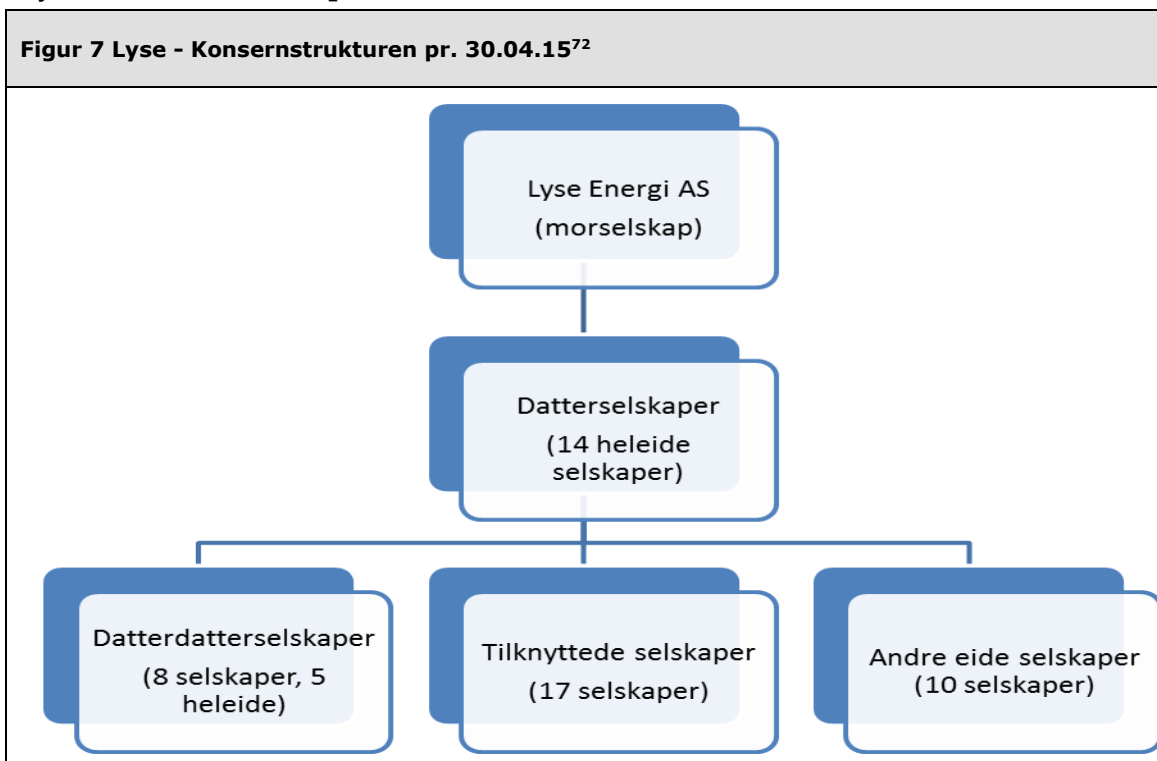 Figur 7 Lyse - Konsernstrukturen pr. 30.04.15⁷²
Lyse Energi AS
(morselskap)
Datterselskaper
(14 heleide
selskaper)
Datterdatterselskaper
(8 selskaper, 5
heleide)
Tilknyttede selskaper
(17 selskaper)
Andre eide selskaper
(10 selskaper)